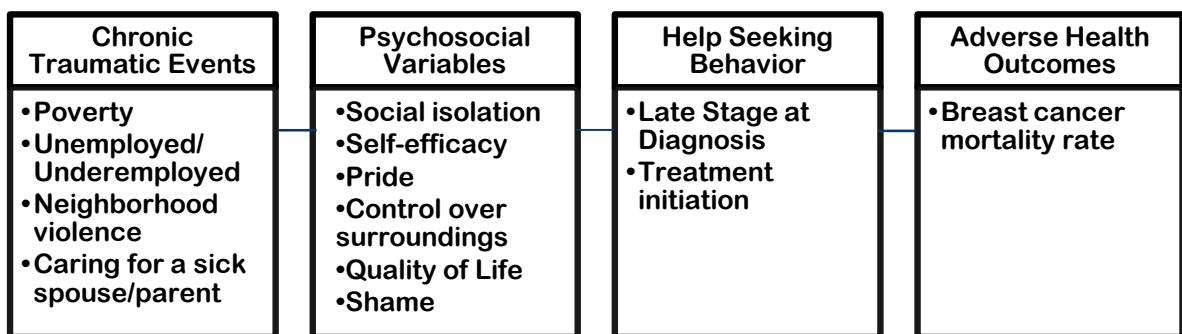 Chronic
Traumatic Events
•Poverty
•Unemployed/
Underemployed
•Neighborhood
violence
•Caring for a sick
spouse/parent
Psychosocial
Variables
•Social isolation
•Self-efficacy
•Pride
•Control over
surroundings
•Quality of Life
•Shame
Help Seeking
Behavior
•Late Stage at
Diagnosis
•Treatment
initiation
Adverse Health
Outcomes
•Breast cancer
mortality rate